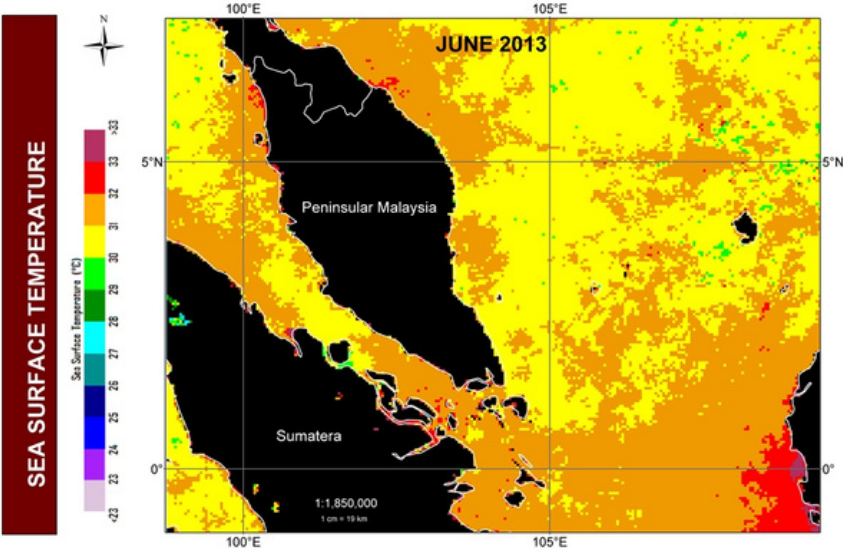 SEA SURFACE TEMPERATURE
N
Sea Surface Temperature (°C)
>33
33
32
31
30
29
28
27
26
25
24
23
<23
100°E
105°E
JUNE 2013
5°N
5°N
Peninsular Malaysia
Sumatera
0°
0°
1:1,850,000
1 cm = 19 km
100°E
105°E